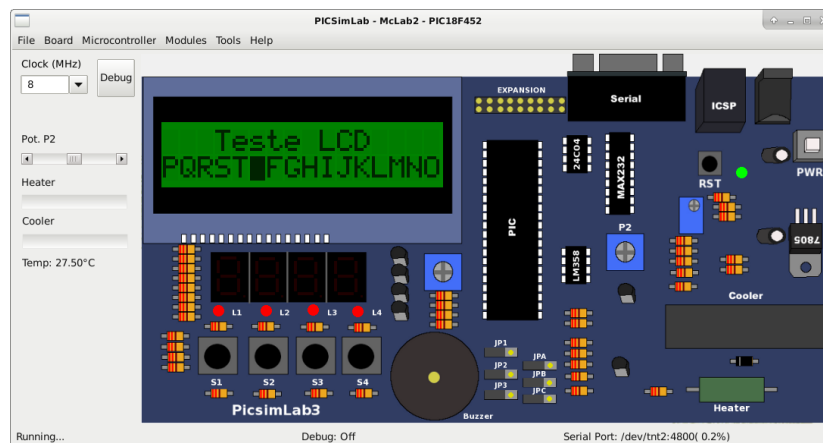 PICSimLab - McLab2 - PIC18F452
File Board Microcontroller Modules Tools Help
Clock (MHz)
8
Debug
Pot. P2
Heater
Cooler
Temp: 27.50°C
Teste LCD
PQRST█FGHIJKLMNO
EXPANSION
Serial
ICSP
24C04
MAX232
RST
PWR
PIC
P2
LM358
7805
L1 L2 L3 L4
Cooler
JP1
JPA
JP2
JPB
JP3
JPC
S1 S2 S3 S4
PicsimLab3
Buzzer
Heater
Running...
Debug: Off
Serial Port: /dev/tnt2:4800( 0.2%)